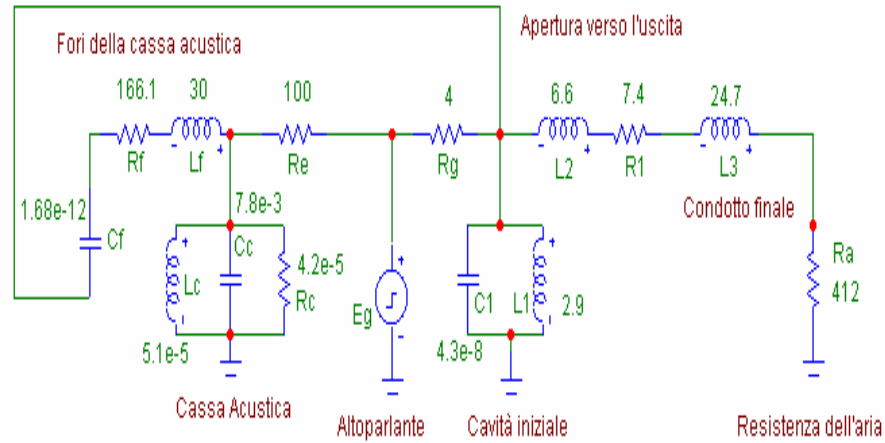 Apertura verso l'uscita
Fori della cassa acustica
166.1
30
100
4
6.6
7.4
24.7
Rf
Lf
Re
Rg
L2
R1
L3
1.68e-12
Cf
7.8e-3
Cc
Lc
4.2e-5
Rc
5.1e-5
Eg
C1
L1
2.9
4.3e-8
Condotto finale
Ra
412
Cassa Acustica
Altoparlante
Cavità iniziale
Resistenza dell'aria